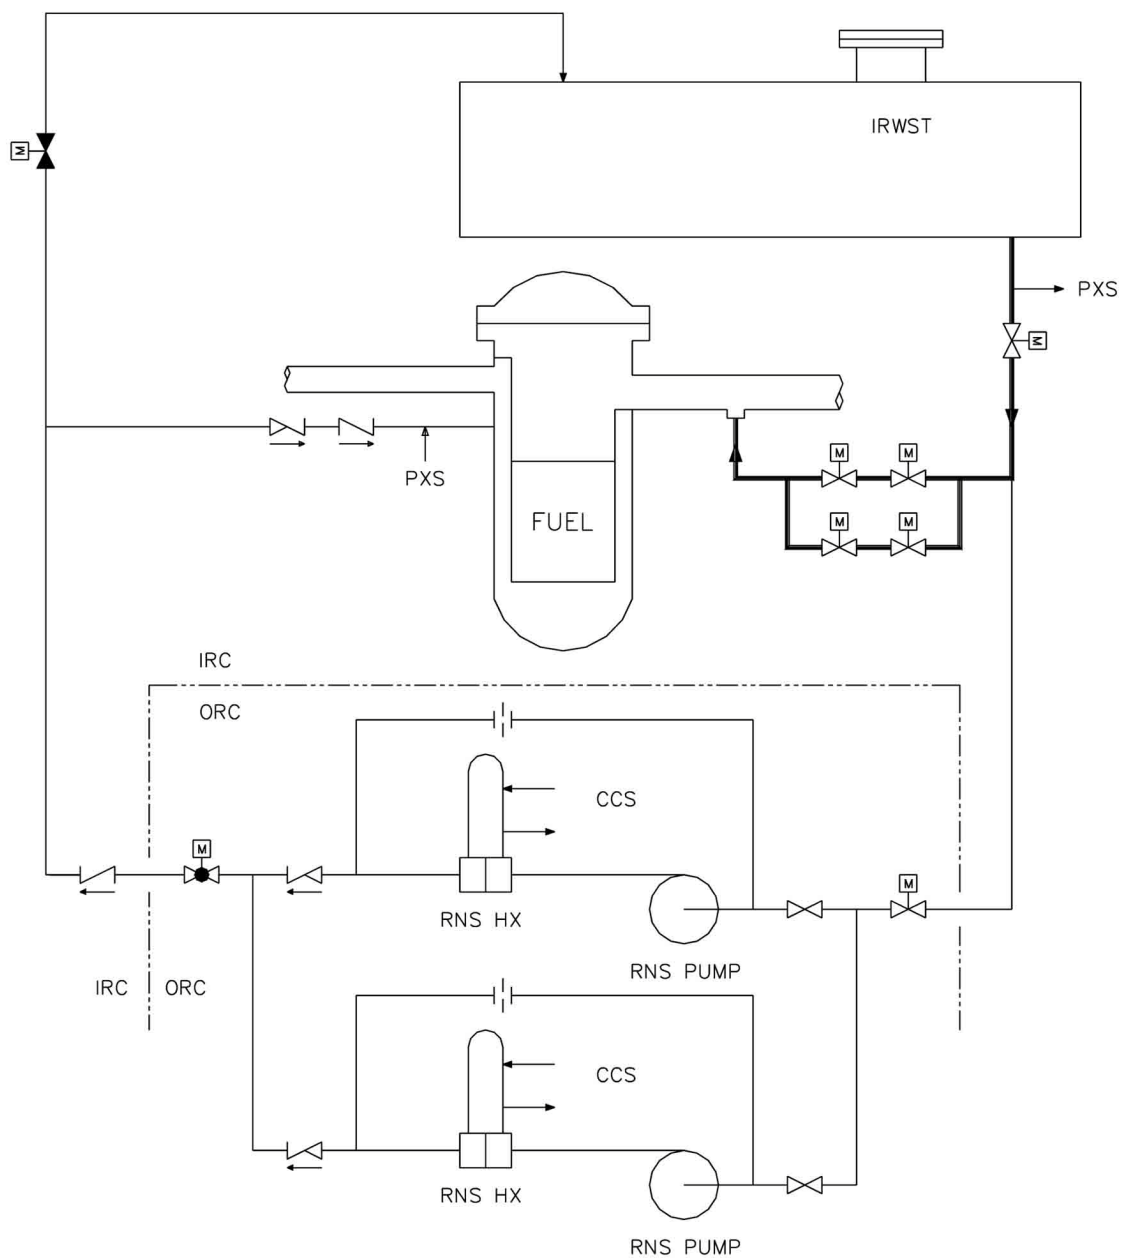 IRWST
M
PXS
M
PXS
M
M
FUEL
M
M
IRC
ORC
CCS
M
M
RNS HX
RNS PUMP
IRC
ORC
CCS
RNS HX
RNS PUMP